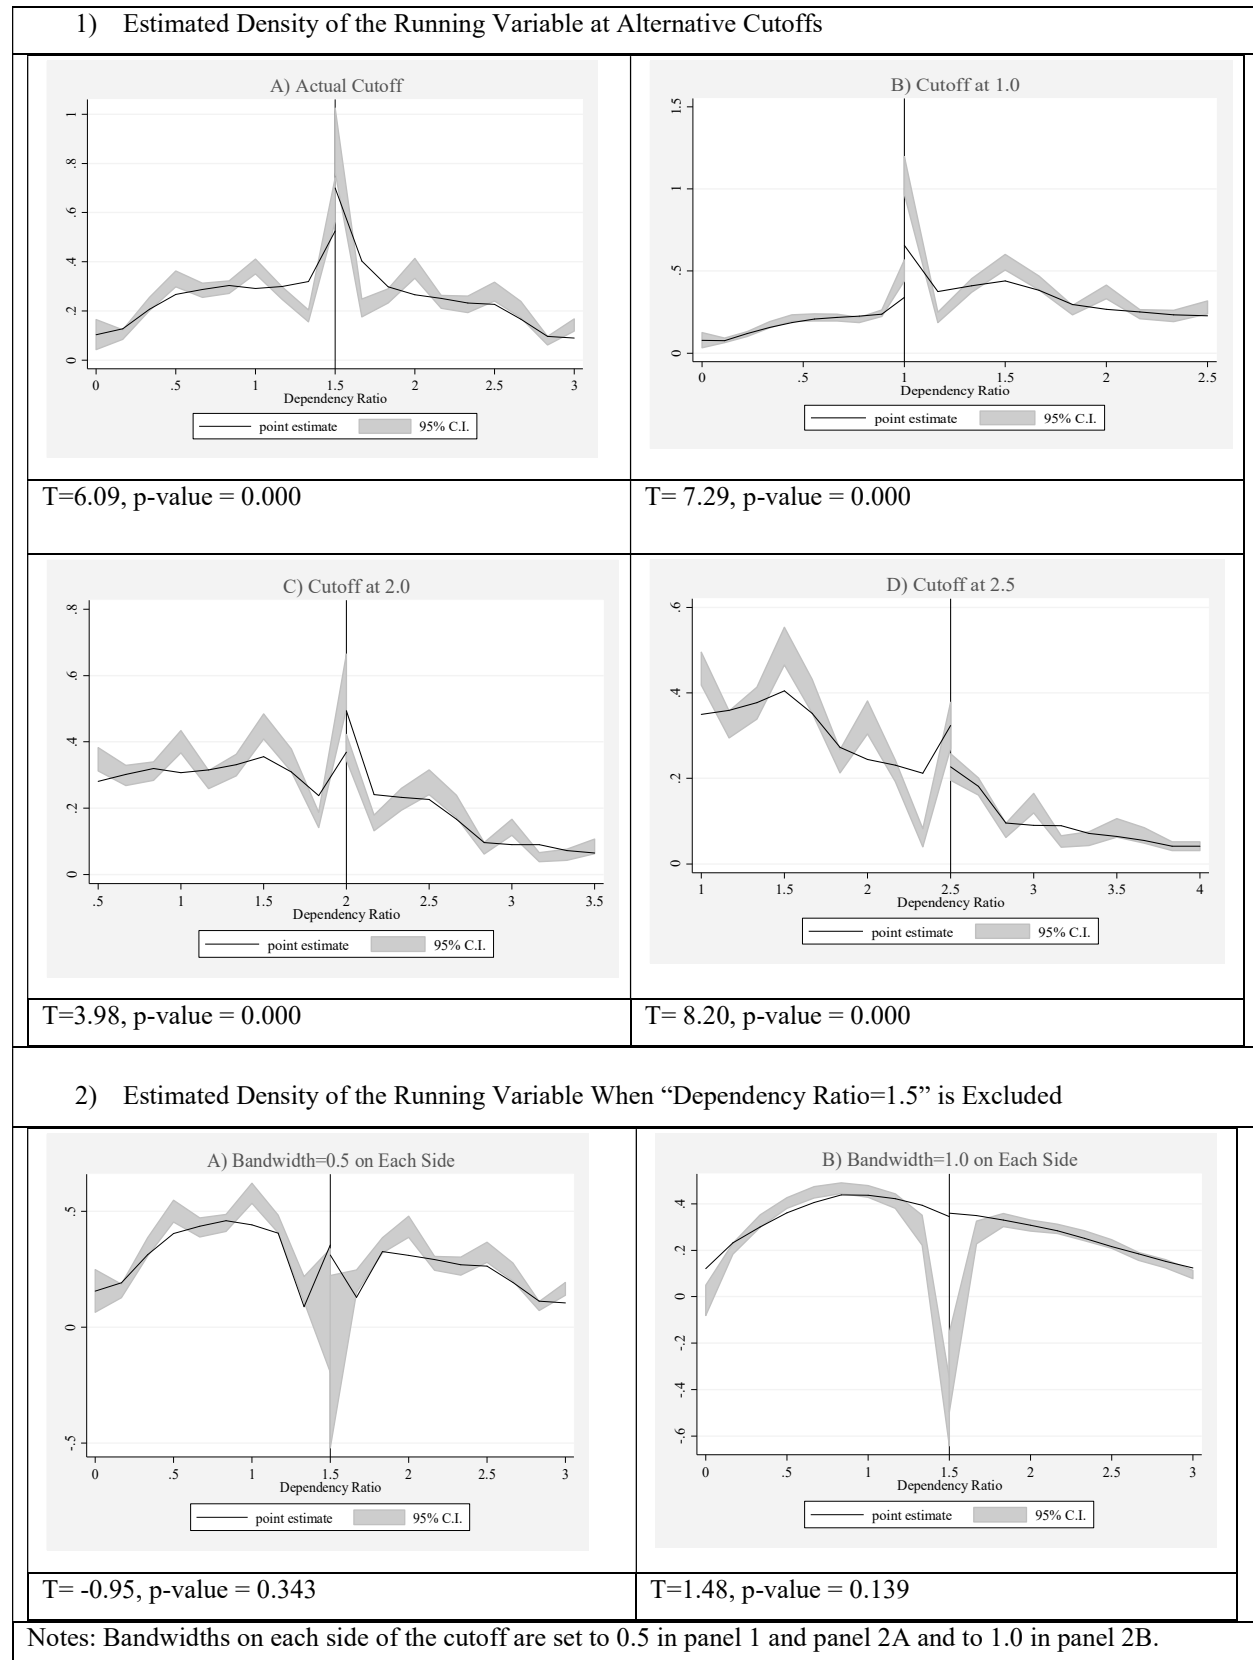 1) Estimated Density of the Running Variable at Alternative Cutoffs
A) Actual Cutoff
1
.8
.6
.4
.2
0
0 .5 1 1.5 2 2.5 3
Dependency Ratio
point estimate 95% C.I.
B) Cutoff at 1.0
1.5
1
.5
0
0 .5 1 1.5 2 2.5
Dependency Ratio
point estimate 95% C.I.
T=6.09, p-value = 0.000
T= 7.29, p-value = 0.000
C) Cutoff at 2.0
.8
.6
.4
.2
0
.5 1 1.5 2 2.5 3 3.5
Dependency Ratio
point estimate 95% C.I.
D) Cutoff at 2.5
.6
.4
.2
0
1 1.5 2 2.5 3 3.5 4
Dependency Ratio
point estimate 95% C.I.
T=3.98, p-value = 0.000
T= 8.20, p-value = 0.000
2) Estimated Density of the Running Variable When “Dependency Ratio=1.5” is Excluded
A) Bandwidth=0.5 on Each Side
.5
0
-.5
0 .5 1 1.5 2 2.5 3
Dependency Ratio
point estimate 95% C.I.
B) Bandwidth=1.0 on Each Side
.4
.2
0
-.2
-.4
-.6
0 .5 1 1.5 2 2.5 3
Dependency Ratio
point estimate 95% C.I.
T= -0.95, p-value = 0.343
T=1.48, p-value = 0.139
Notes: Bandwidths on each side of the cutoff are set to 0.5 in panel 1 and panel 2A and to 1.0 in panel 2B.